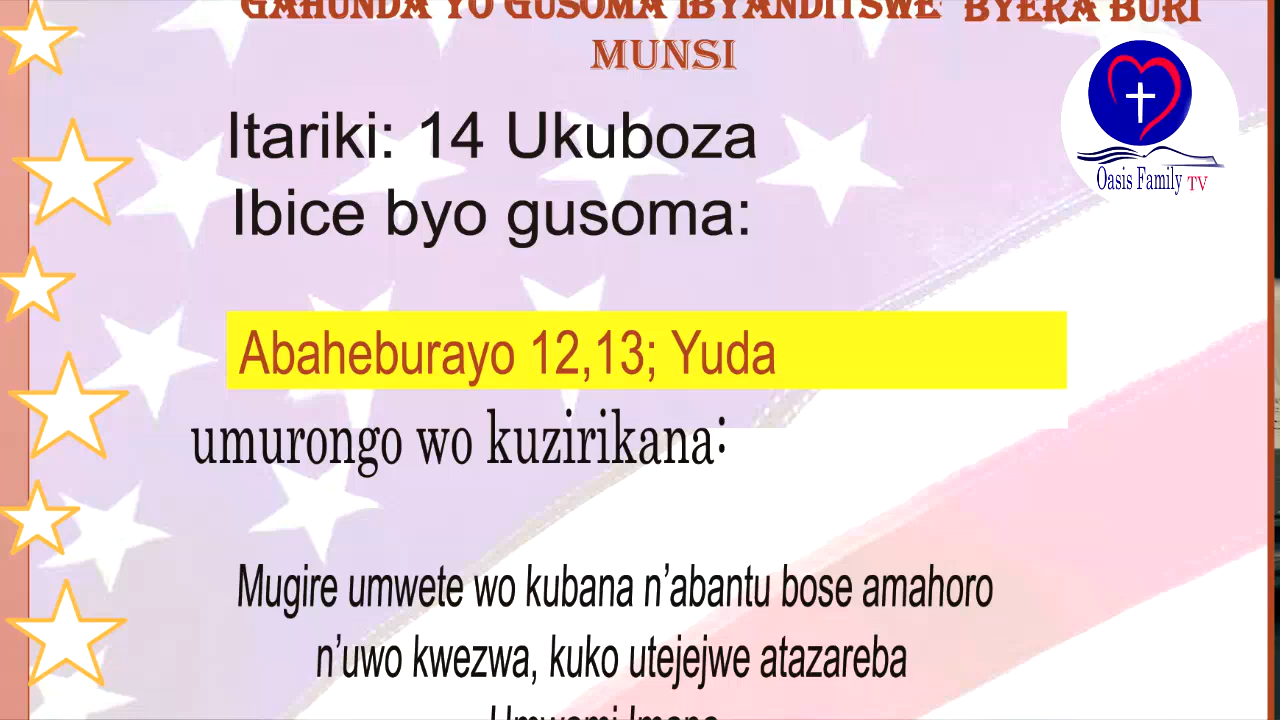 GAHUNDA YO GUSOMA IBYANDITSWE BYERA BURI
MUNSI
Oasis Family TV
Itariki: 14 Ukuboza
Ibice byo gusoma:
Abaheburayo 12,13; Yuda
umurongo wo kuzirikana:
Mugire umwete wo kubana n’abantu bose amahoro
n’uwo kwezwa, kuko utejejwe atazareba